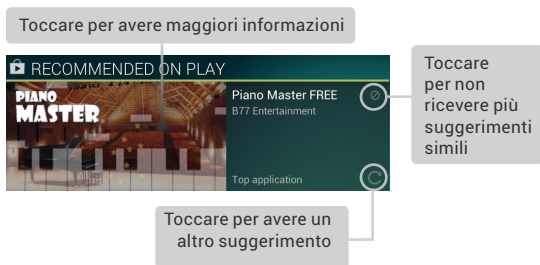 Toccare per avere maggiori informazioni
RECOMMENDED ON PLAY
PIANO
MASTER
Piano Master FREE
B77 Entertainment
Top application
Toccare
per non
ricevere più
suggerimenti
simili
Toccare per avere un
altro suggerimento